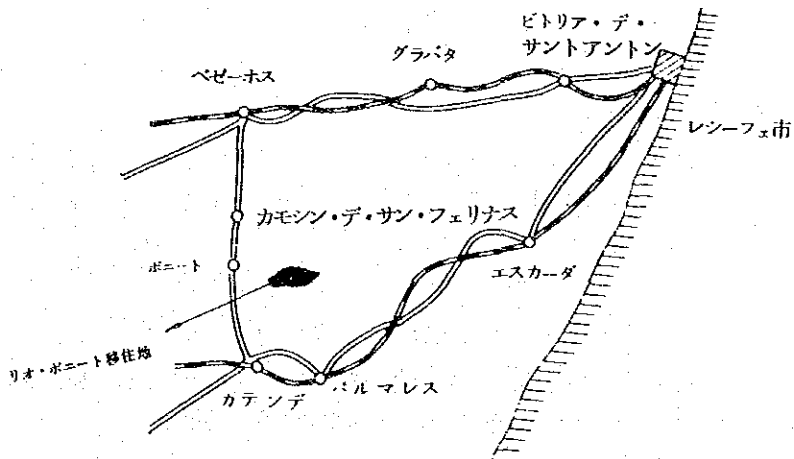 ビトリア・デ・
サントアントン
グラバタ
ベゼーホス
レシーフェ市
カモシン・デ・サン・フェリナス
エスカーダ
ボニート
リオ・ボニート移住地
カテンデ
パルマレス